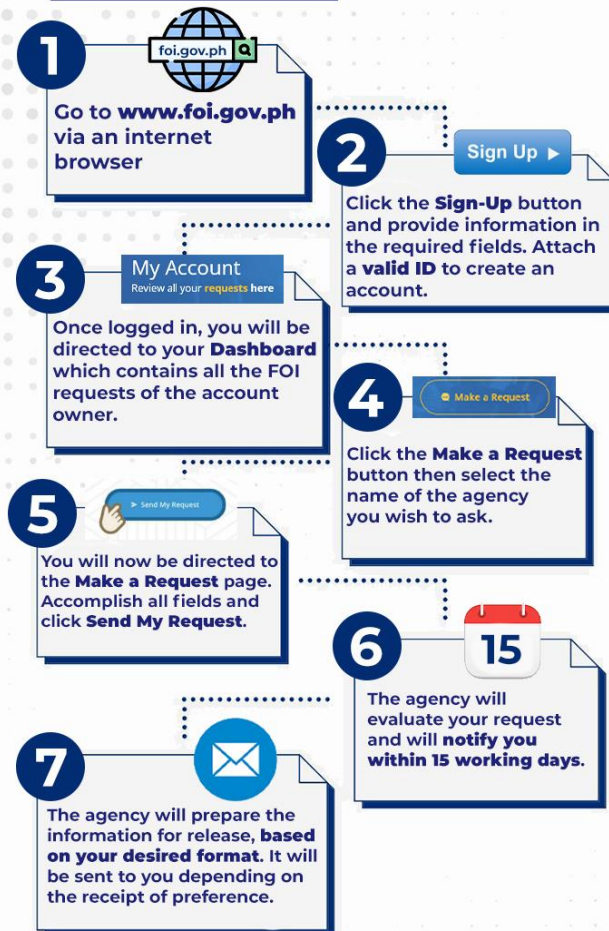 1
foi.gov.ph
Go to www.foi.gov.ph
via an internet
browser
2
Sign Up
Click the Sign-Up button
and provide information in
the required fields. Attach
a valid ID to create an
account.
3
My Account
Review all your requests here
Once logged in, you will be
directed to your Dashboard
which contains all the FOI
requests of the account
owner.
4
Make a Request
Click the Make a Request
button then select the
name of the agency
you wish to ask.
5
Send My Request
You will now be directed to
the Make a Request page.
Accomplish all fields and
click Send My Request.
6
15
The agency will
evaluate your request
and will notify you
within 15 working days.
7
The agency will prepare the
information for release, based
on your desired format. It will
be sent to you depending on
the receipt of preference.